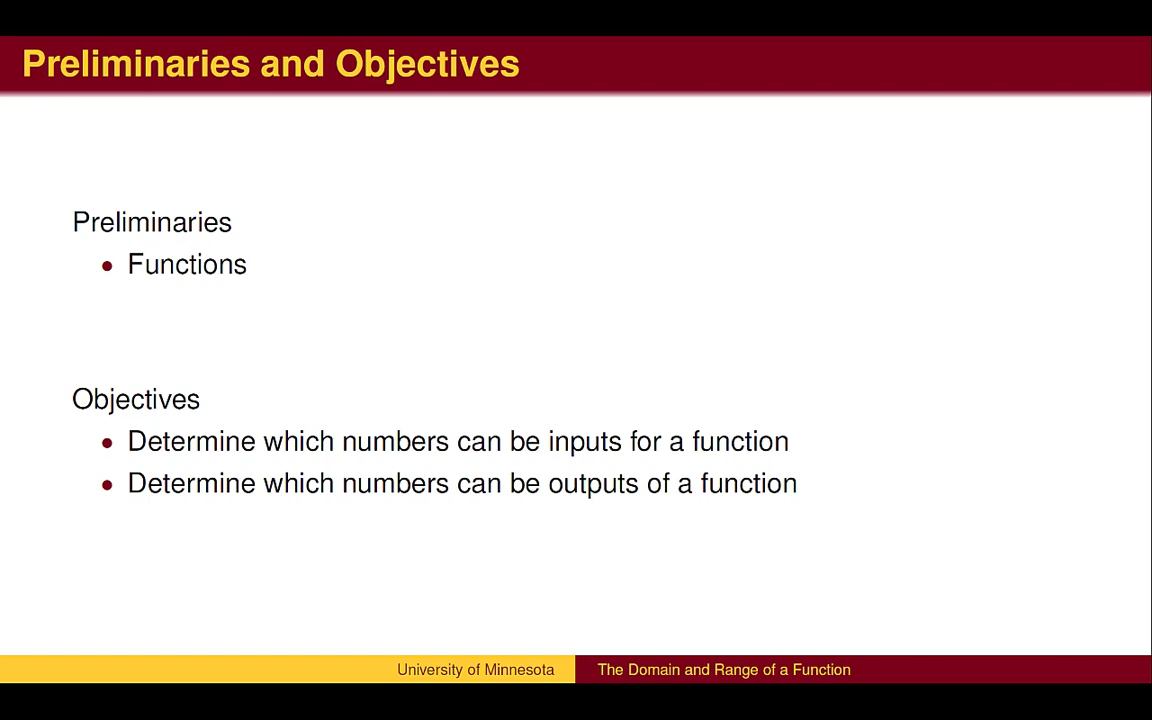 Preliminaries and Objectives
Preliminaries
• Functions
Objectives
• Determine which numbers can be inputs for a function
• Determine which numbers can be outputs of a function
University of Minnesota
The Domain and Range of a Function